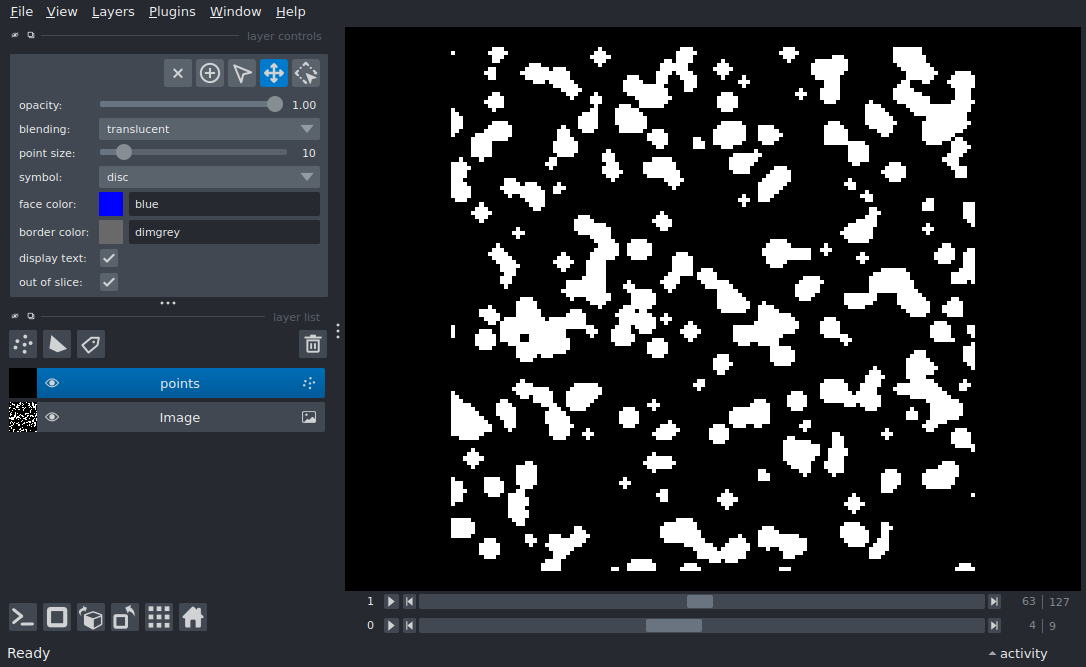 File View Layers Plugins Window Help
layer controls
opacity: 1.00
blending: translucent
point size: 10
symbol: disc
face color: blue
border color: dimgrey
display text:
out of slice:
layer list
points
Image
1 63 127
0 4 9
Ready activity